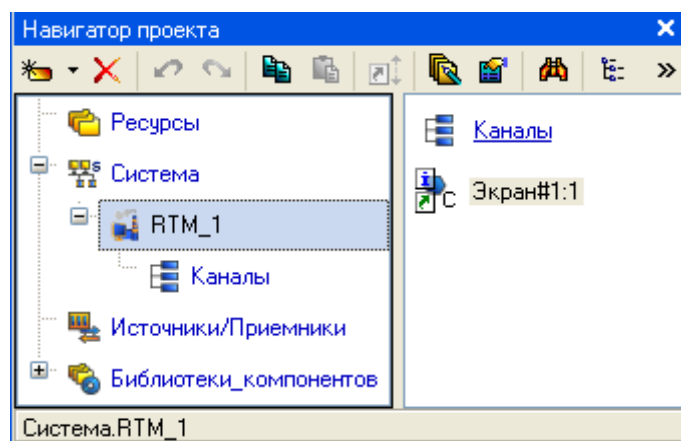 Навигатор проекта
Ресурсы
Система
RTM_1
Каналы
Источники/Приемники
Библиотеки_компонентов
Каналы
Экран#1:1
Система.RTM_1